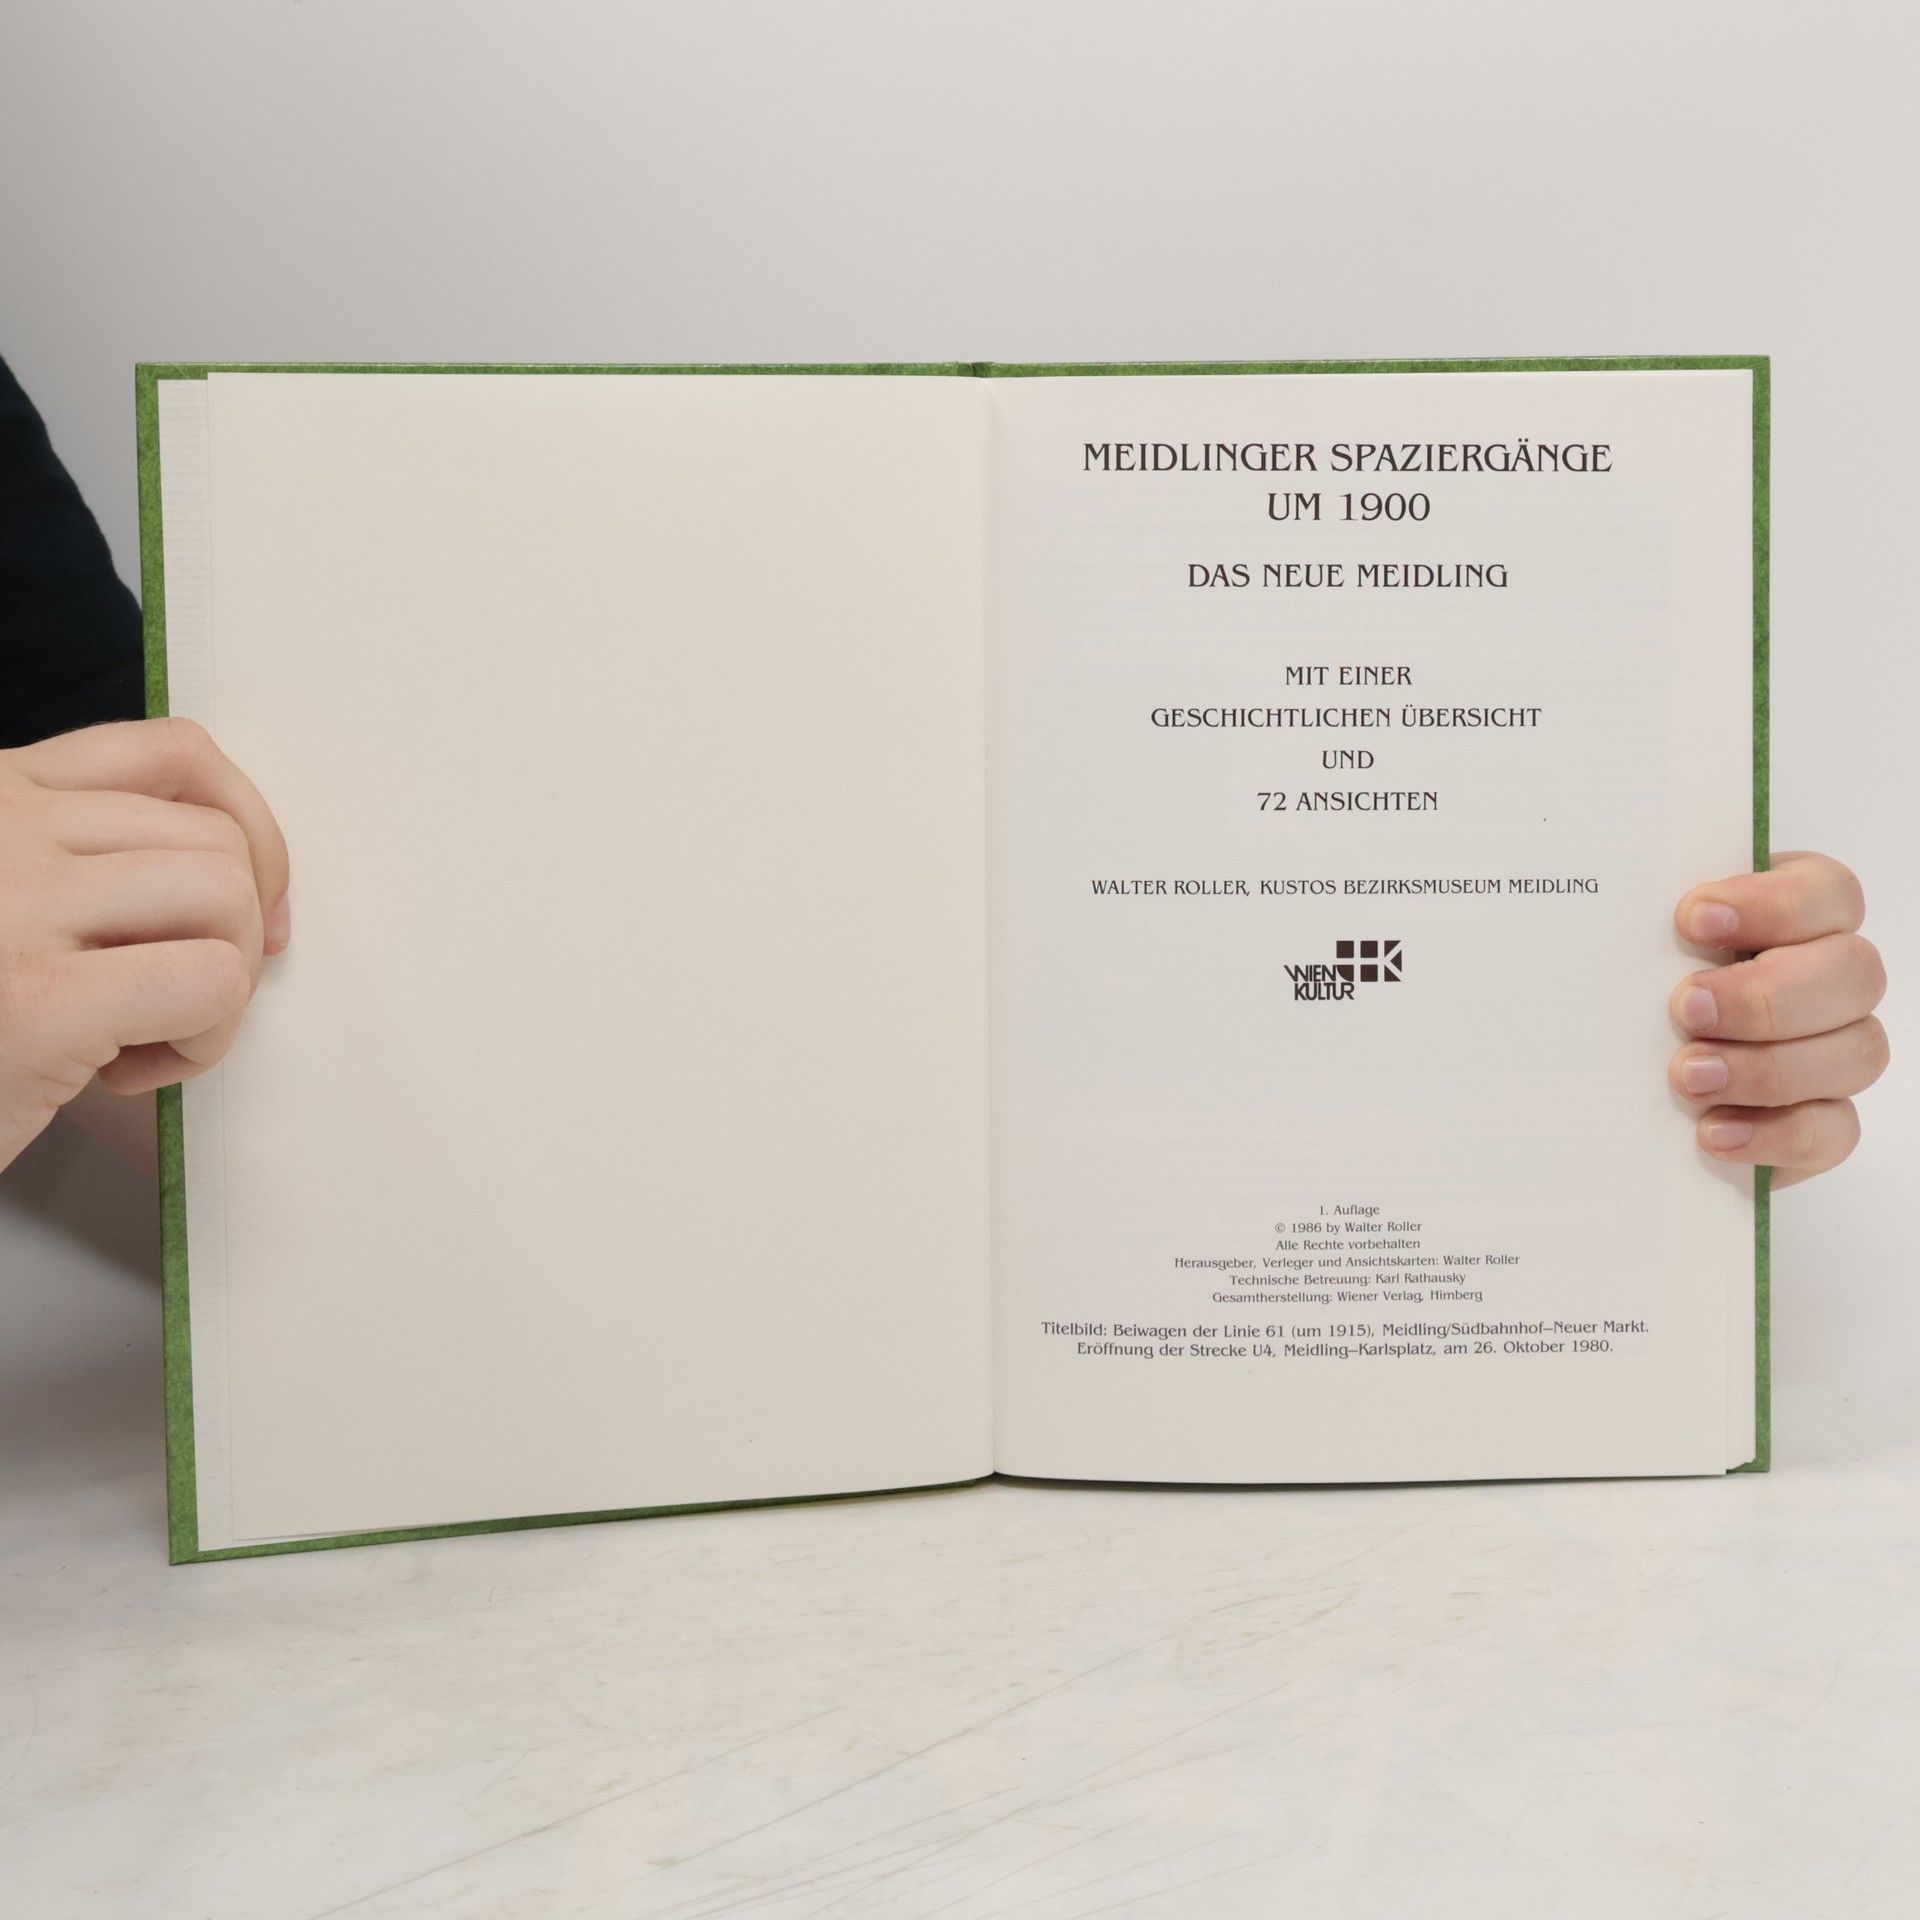 MEIDLINGER SPAZIERGÄNGE
UM 1900
DAS NEUE MEIDLING
MIT EINER
GESCHICHTLICHEN ÜBERSICHT
UND
72 ANSICHTEN
WALTER ROLLER, KUSTOS BEZIRKSMUSEUM MEIDLING
WIEN
KULTUR
1. Auflage
© 1986 by Walter Roller
Alle Rechte vorbehalten
Herausgeber, Verleger und Ansichtskarten: Walter Roller
Technische Betreuung: Karl Rathausky
Gesamtherstellung: Wiener Verlag, Himberg
Titelbild: Beiwagen der Linie 61 (um 1915), Meidling/Südbahnhof–Neuer Markt.
Eröffnung der Strecke U4, Meidling–Karlsplatz, am 26. Oktober 1980.